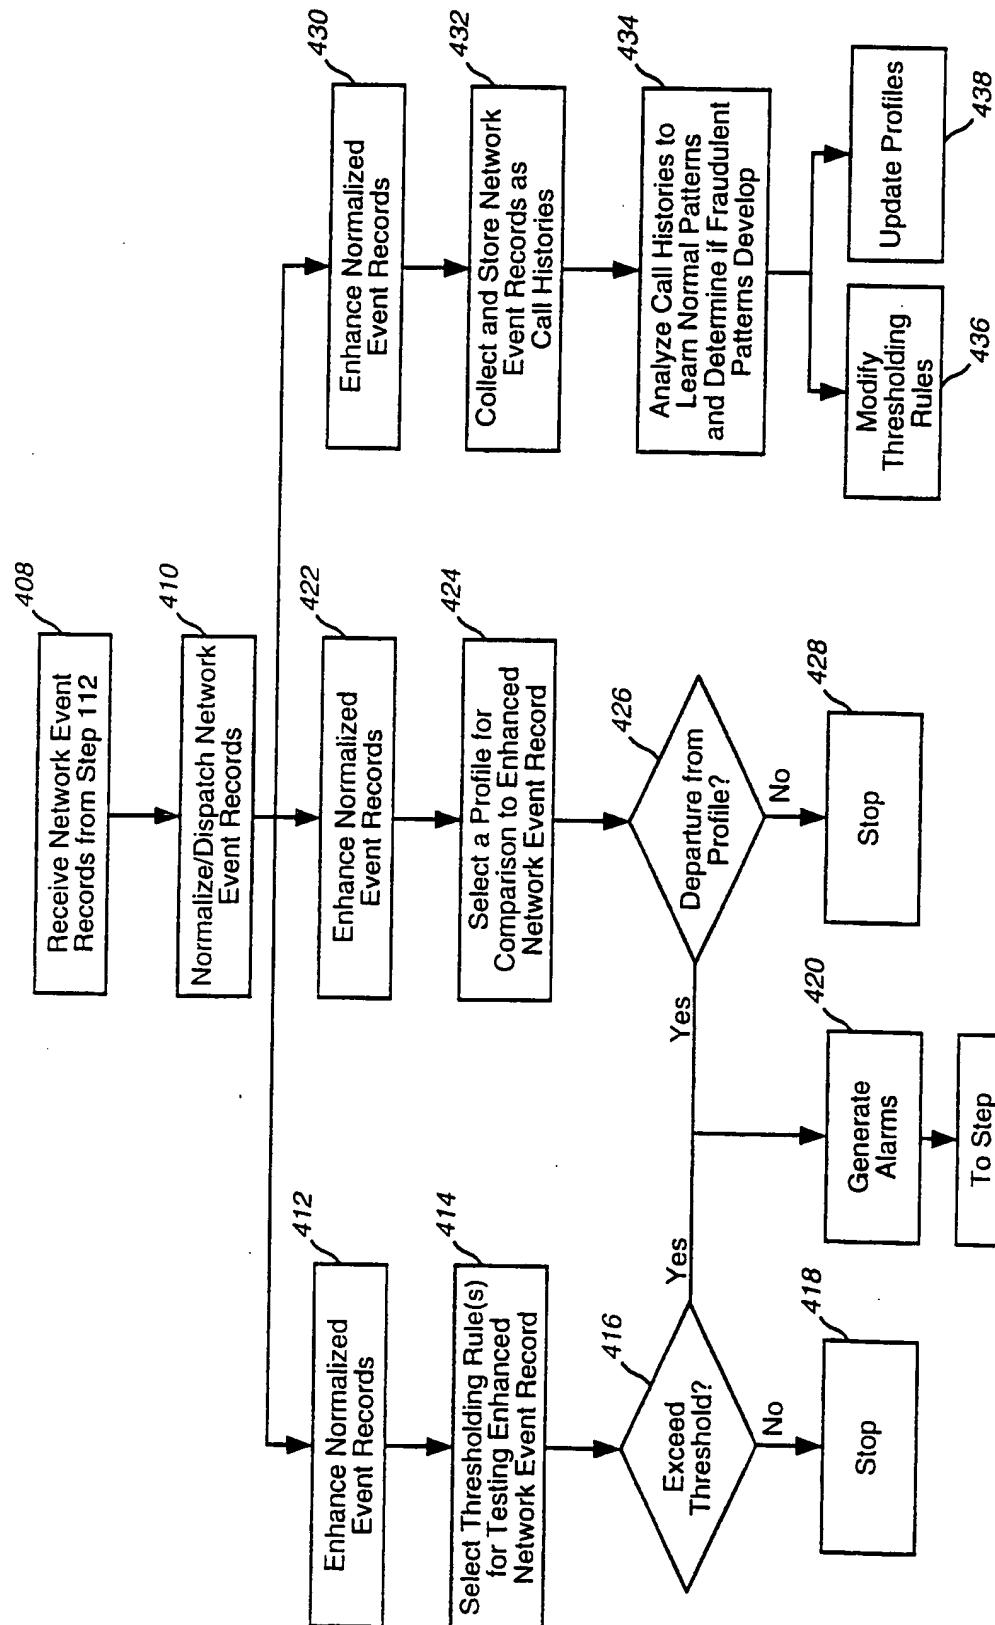 408
Receive Network Event
Records from Step 112
410
Normalize/Dispatch Network
Event Records
412
Enhance Normalized
Event Records
414
Select Thresholding Rule(s)
for Testing Enhanced
Network Event Record
416
Exceed
Threshold?
Yes
No
418
Stop
422
Enhance Normalized
Event Records
424
Select a Profile for
Comparison to Enhanced
Network Event Record
426
Departure from
Profile?
Yes
No
428
Stop
420
Generate
Alarms
To Step
430
Enhance Normalized
Event Records
432
Collect and Store Network
Event Records as
Call Histories
434
Analyze Call Histories to
Learn Normal Patterns
and Determine if Fraudulent
Patterns Develop
Modify
Thresholding
Rules
436
Update Profiles
438